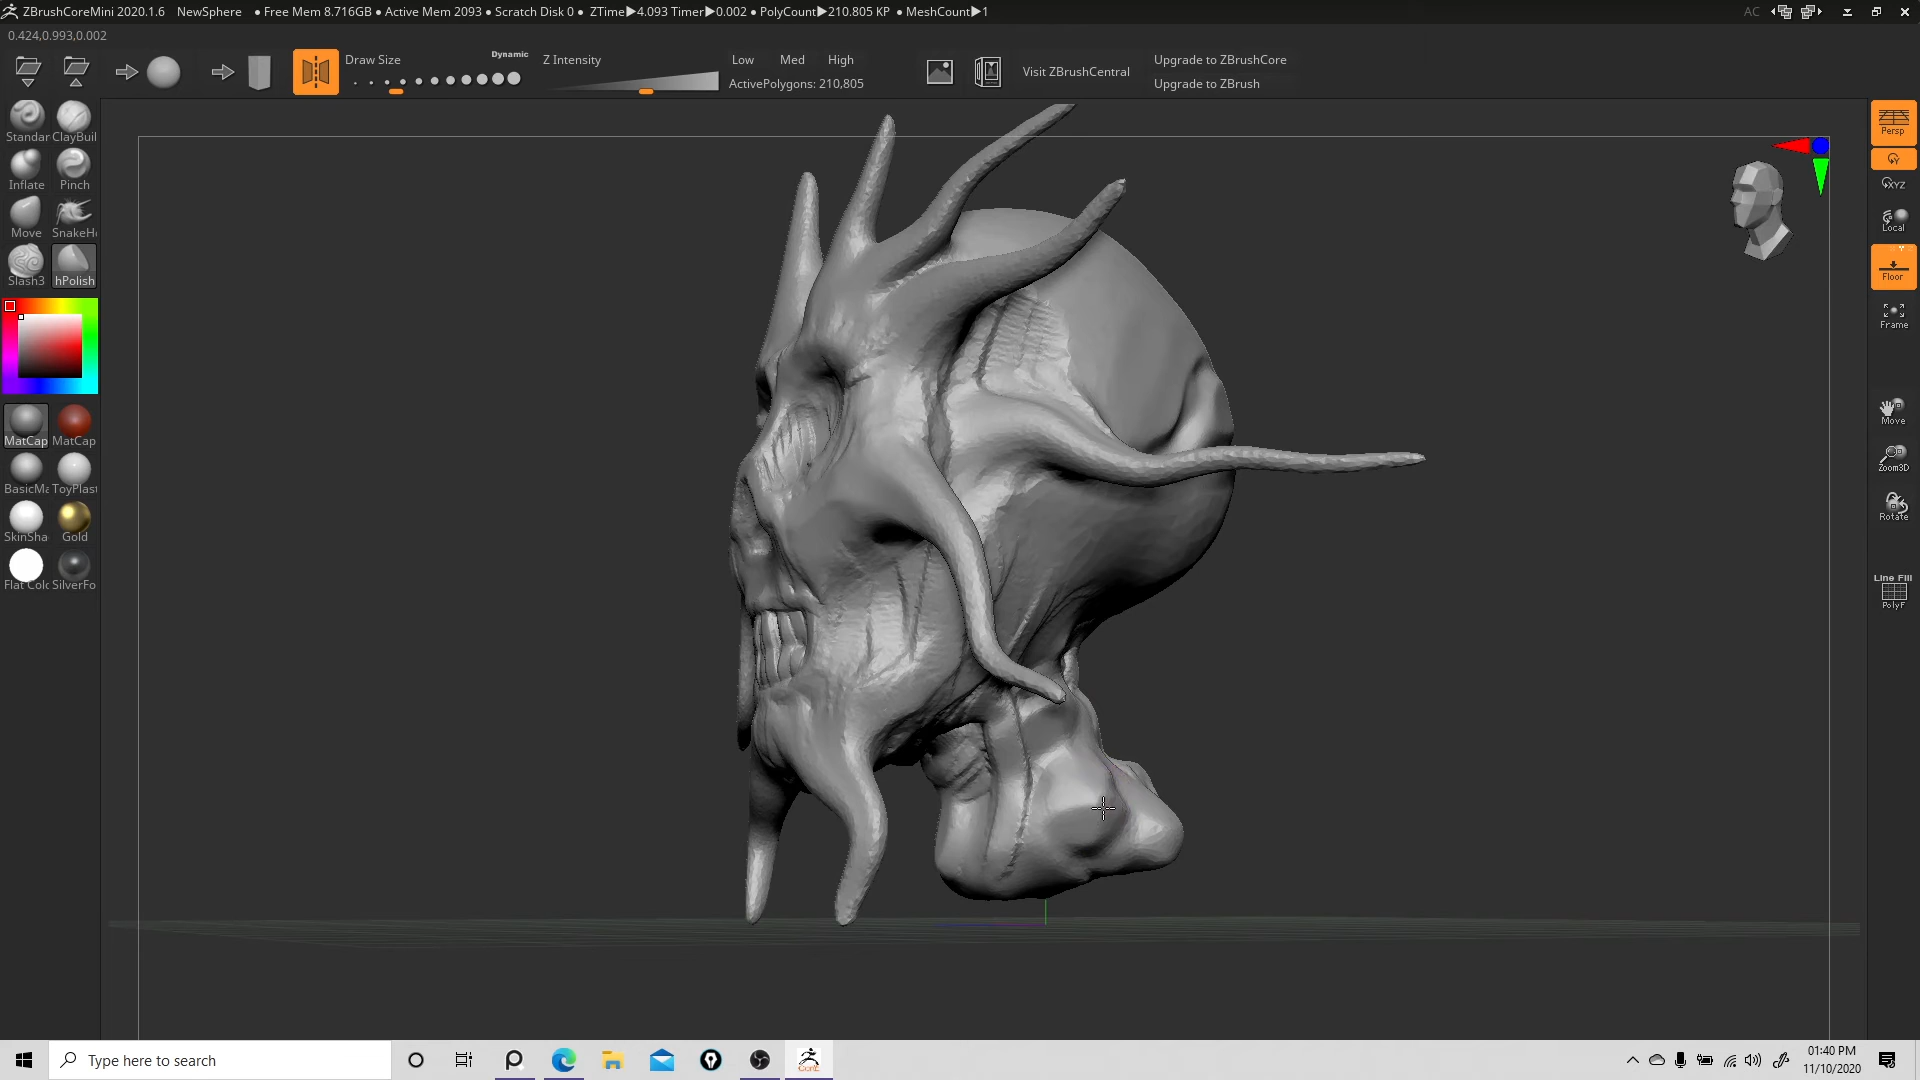 ZBrushCoreMini 2020.1.6 NewSphere • Free Mem 8.716GB • Active Mem 2093 • Scratch Disk 0 • ZTime▶4.093 Timer▶0.002 • PolyCount▶210.805 KP • MeshCount▶1
AC
0.424,0.993,0.002
Draw Size
Dynamic
Z Intensity
Low Med High
ActivePolygons: 210,805
Visit ZBrushCentral
Upgrade to ZBrushCore
Upgrade to ZBrush
Standar ClayBuil
Inflate Pinch
Move SnakeH
Slash3 hPolish
MatCap MatCap
BasicMa ToyPlast
SkinSha Gold
Flat Colo SilverFo
Persp
Y
XYZ
Local
Floor
Frame
Move
Zoom3D
Rotate
Line Fill
PolyF
Type here to search
01:40 PM
11/10/2020